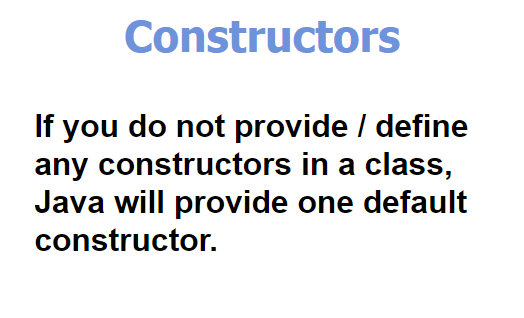 Constructors
If you do not provide / define
any constructors in a class,
Java will provide one default
constructor.